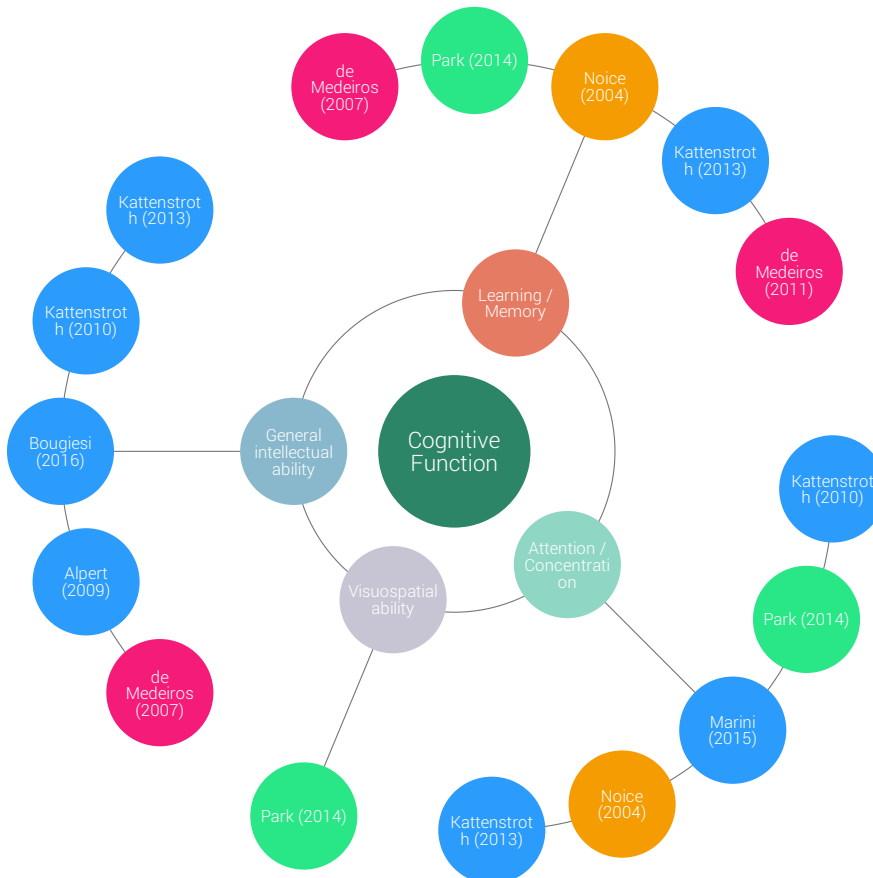 de
Medeiros
(2007)
Park (2014)
Noice
(2004)
Kattenstrot
h (2013)
de
Medeiros
(2011)
Kattenstrot
h (2013)
Kattenstrot
h (2010)
Bougiesi
(2016)
Alpert
(2009)
de
Medeiros
(2007)
Learning /
Memory
General
intellectual
ability
Cognitive
Function
Attention /
Concentrati
on
Visuospatial
ability
Kattenstrot
h (2010)
Park (2014)
Marini
(2015)
Noice
(2004)
Kattenstrot
h (2013)
Park (2014)